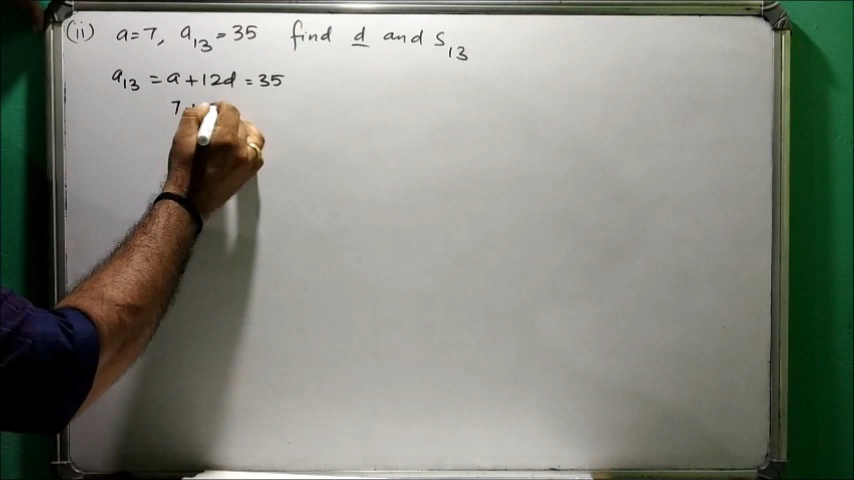 (ii) a=7, a₁₃=35 find d and S₁₃
a₁₃ = a+12d = 35
7+